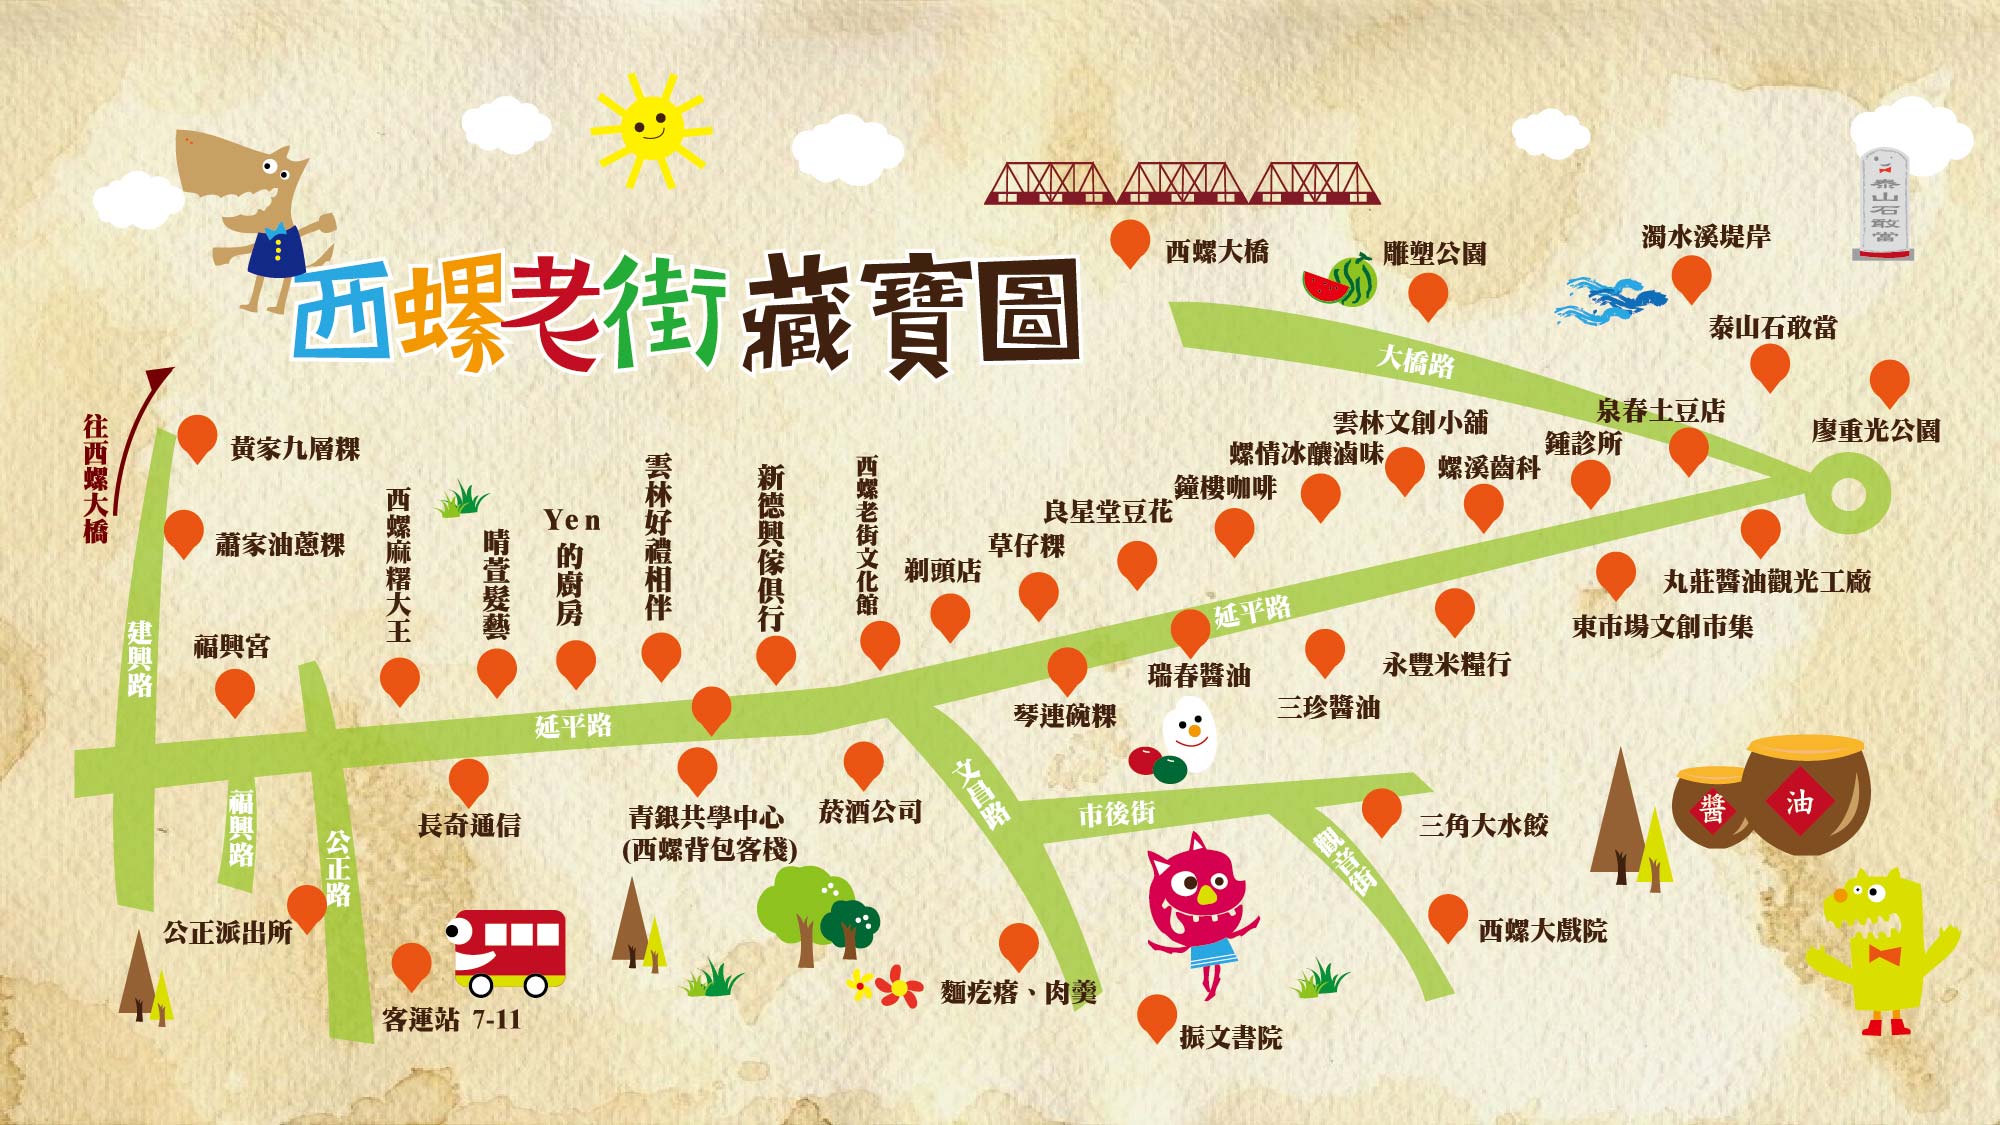 西螺老街藏寶圖
西螺大橋
雕塑公園
濁水溪堤岸
泰山石敢當
泰山石敢當
廖重光公園
大橋路
往西螺大橋
黃家九層粿
蕭家油蔥粿
建興路
福興宮
西螺麻糬大王
晴萱髮藝
Yen
的廚房
雲林好禮相伴
新德興傢俱行
西螺老街文化館
剃頭店
草仔粿
良星堂豆花
鐘樓咖啡
螺情冰釀滷味
雲林文創小舖
螺溪齒科
鍾診所
泉春土豆店
延平路
延平路
丸莊醬油觀光工廠
東市場文創市集
永豐米糧行
三珍醬油
瑞春醬油
琴連碗粿
福興路
公正路
長奇通信
青銀共學中心
(西螺背包客棧)
菸酒公司
文昌路
市後街
觀音街
三角大水餃
西螺大戲院
醬
油
公正派出所
客運站 7-11
麵疙瘩、肉羹
振文書院